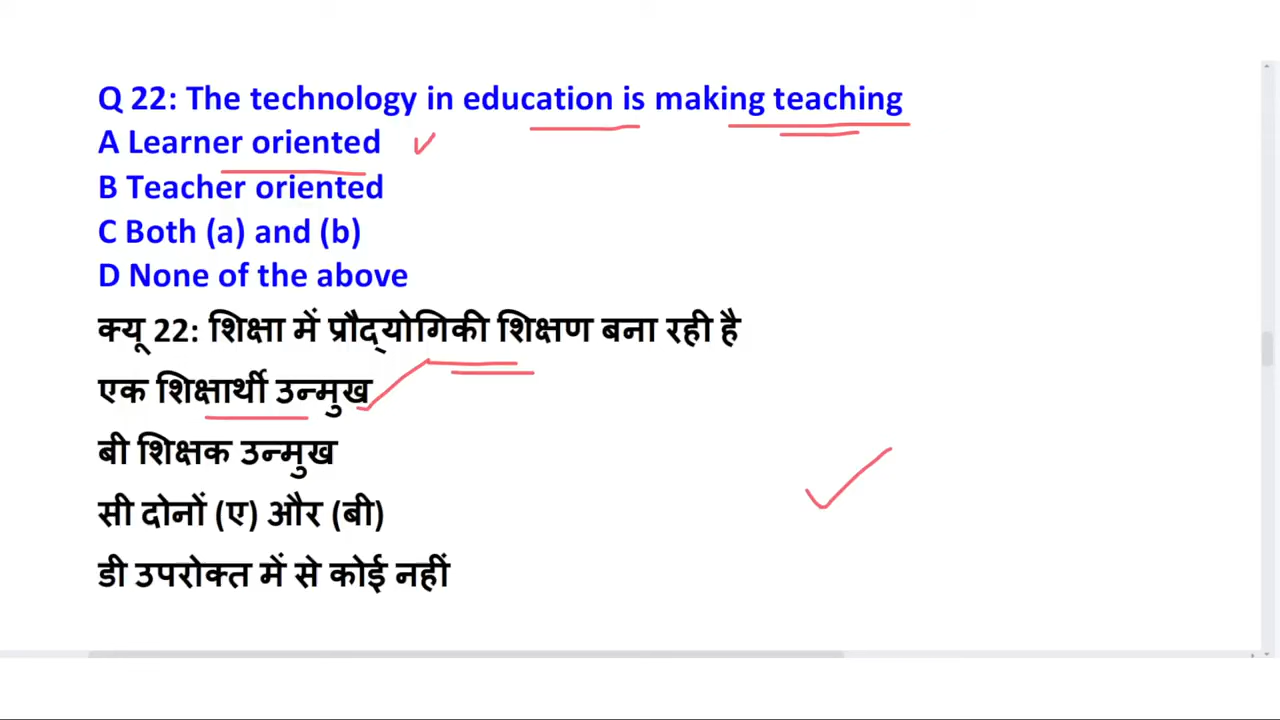 Q 22: The technology in education is making teaching
A Learner oriented
B Teacher oriented
C Both (a) and (b)
D None of the above
क्यू 22: शिक्षा में प्रौद्योगिकी शिक्षण बना रही है
एक शिक्षार्थी उन्मुख
बी शिक्षक उन्मुख
सी दोनों (ए) और (बी)
डी उपरोक्त में से कोई नहीं